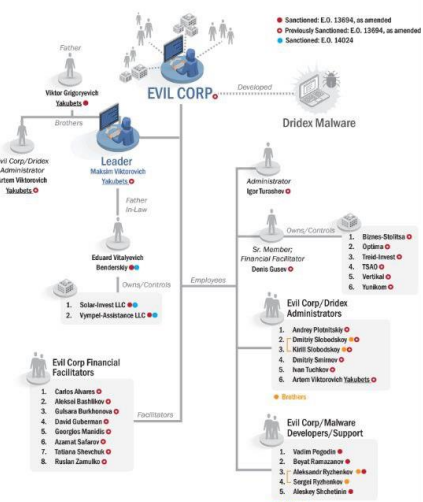 Sanctioned: E.O. 13694, as amended
Previously Sanctioned: E.O. 13694, as amended
Sanctioned: E.O. 14024
Father
Viktor Grigoryevich
Yakubets
EVIL CORP
Developed
Dridex Malware
Brothers
vil Corp/Dridex
Administrator
rtem Viktorovich
Yakubets
Leader
Maksim Viktorovich
Yakubets
Father
In-Law
Eduard Vitalyevich
Benderskiy
Owns/Controls
1. Solar-Invest LLC
2. Vympel-Assistance LLC
Administrator
Igor Turashev
Sr. Member;
Financial Facilitator
Denis Gusev
Owns/Controls
1. Biznes-Stolitsa
2. Optima
3. Treid-Invest
4. TSAO
5. Vertikal
6. Yunikom
Employees
Evil Corp/Dridex
Administrators
1. Andrey Plotnitskiy
2. Dmitriy Slobodskoy
3. Kirill Slobodskoy
4. Dmitriy Smirnov
5. Ivan Tuchkov
6. Artem Viktorovich Yakubets
Brothers
Evil Corp Financial
Facilitators
1. Carlos Alvares
2. Aleksei Bashlikov
3. Gulsara Burkhonova
4. David Guberman
5. Georgios Manidis
6. Azamat Safarov
7. Tatiana Shevchuk
8. Ruslan Zamulko
Facilitators
Evil Corp/Malware
Developers/Support
1. Vadim Pogodin
2. Beyat Ramazanov
3. Aleksandr Ryzhenkov
4. Sergei Ryzhenkov
5. Aleksey Shchetinin